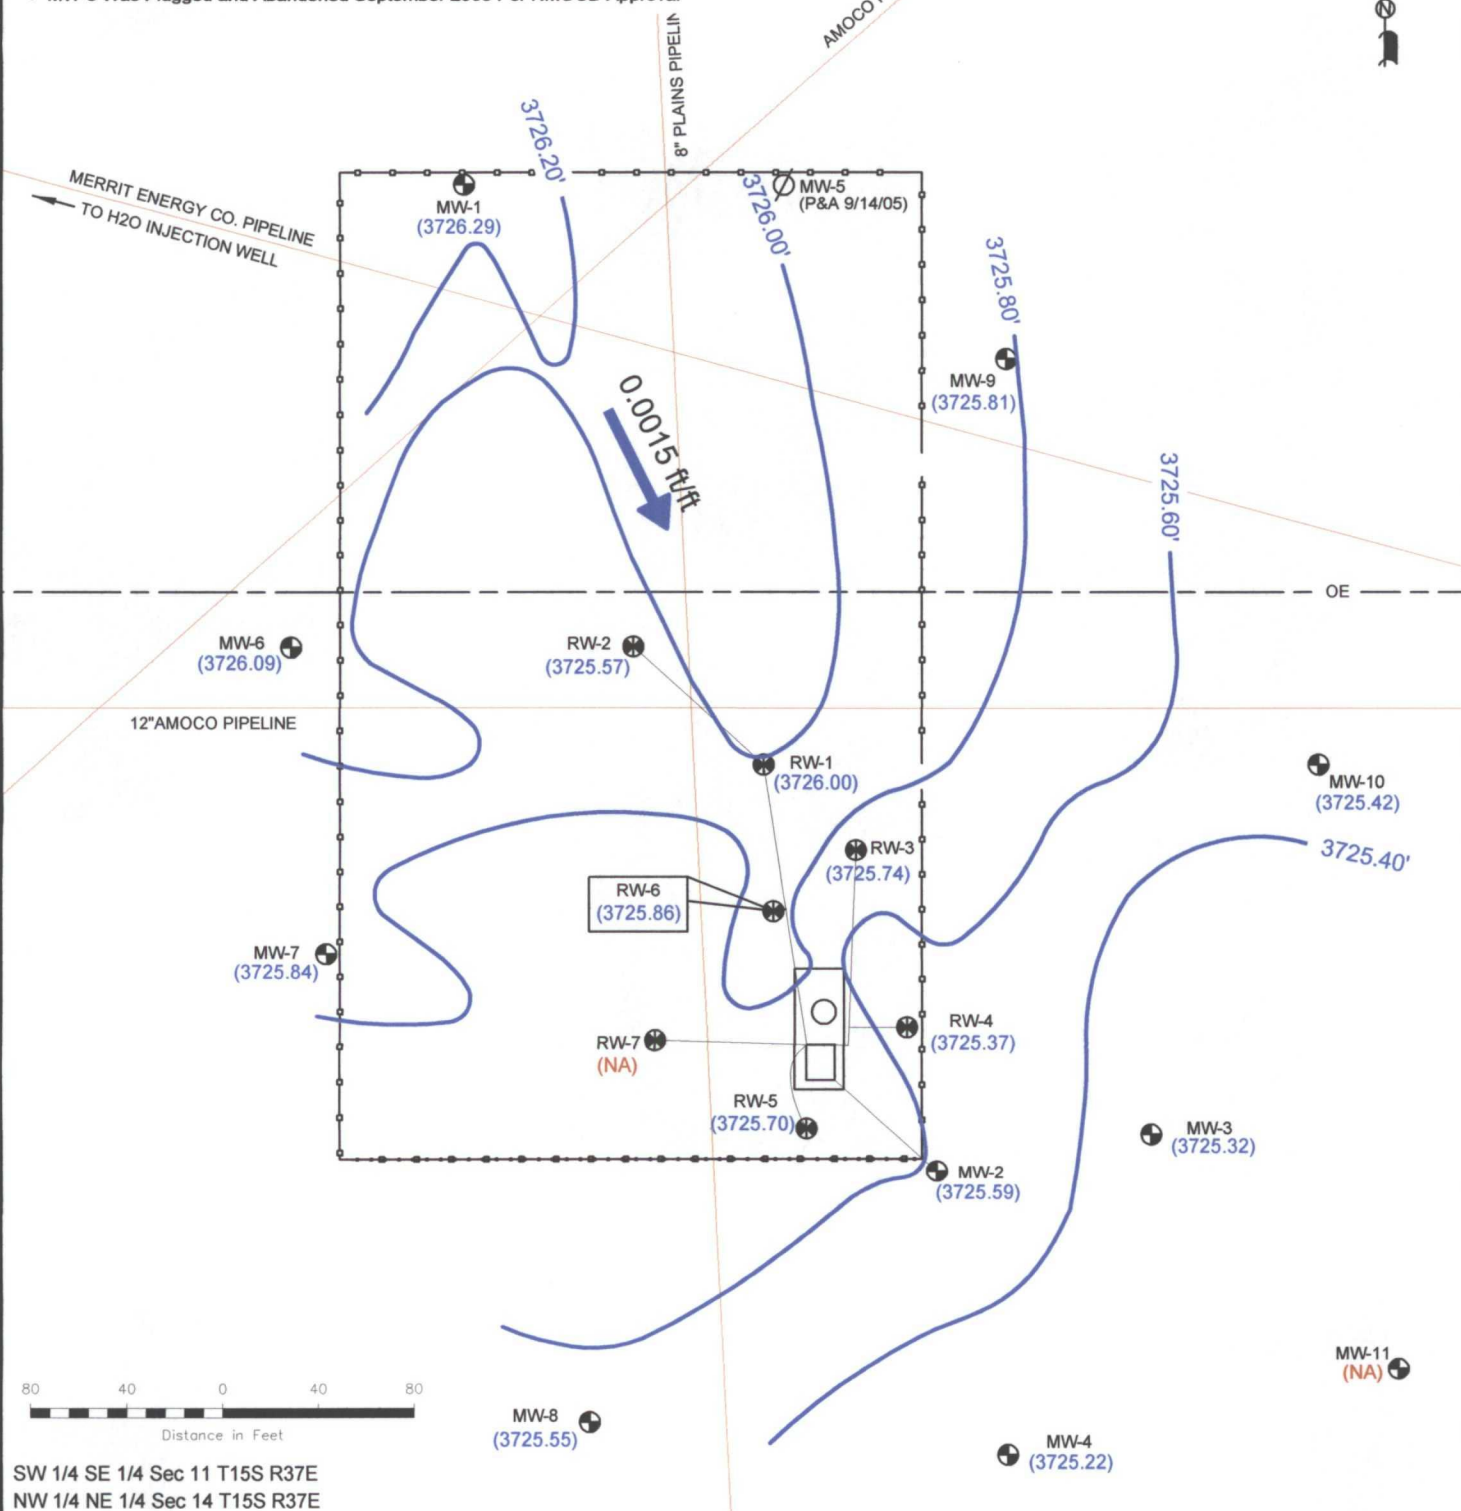 8" PLAINS PIPELIN
AMOCO
3726.20'
MERRIT ENERGY CO. PIPELINE
TO H2O INJECTION WELL
MW-1
(3726.29)
3726.00'
MW-5
(P&A 9/14/05)
3725.80'
MW-9
(3725.81)
0.0015 ft/ft
3725.60'
OE
MW-6
(3726.09)
RW-2
(3725.57)
12"AMOCO PIPELINE
RW-1
(3726.00)
MW-10
(3725.42)
RW-3
(3725.74)
3725.40'
RW-6
(3725.86)
MW-7
(3725.84)
RW-4
(3725.37)
RW-7
(NA)
RW-5
(3725.70)
MW-3
(3725.32)
MW-2
(3725.59)
MW-11
(NA)
80 40 0 40 80
Distance in Feet
MW-8
(3725.55)
MW-4
(3725.22)
SW 1/4 SE 1/4 Sec 11 T15S R37E
NW 1/4 NE 1/4 Sec 14 T15S R37E